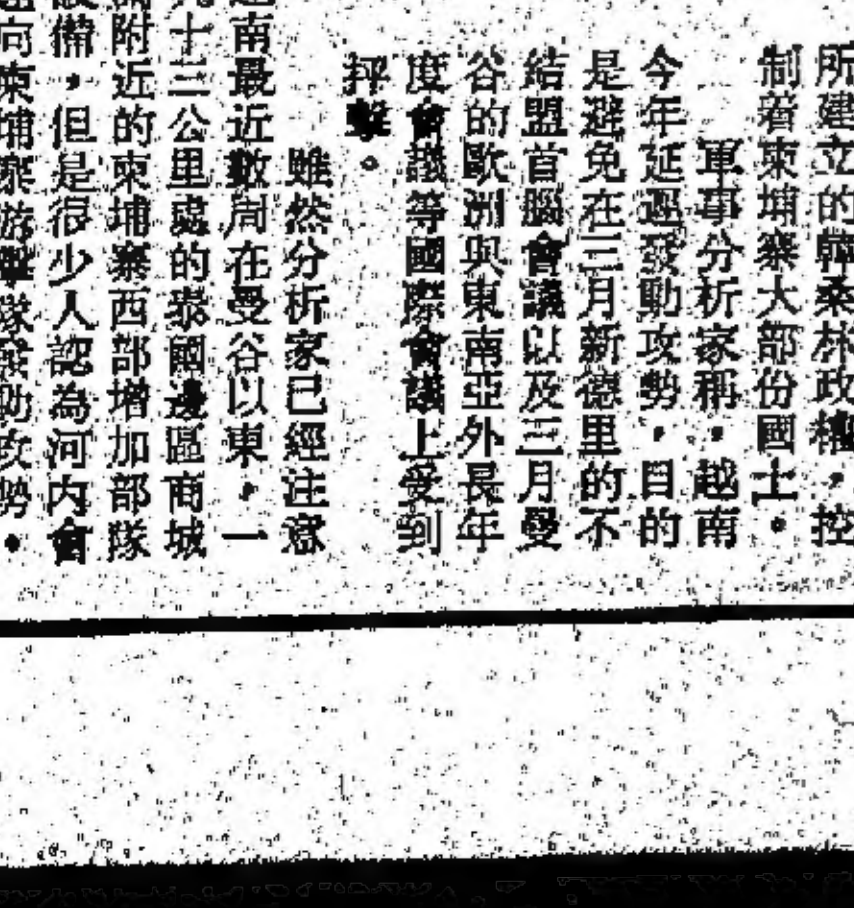 所建立的韓桑林政權，控
制着柬埔寨大部份國土。
軍事分析家稱，越南
今年延遲發動攻勢，目的
是避免在三月新德里的不
結盟首腦會議以及三月曼
谷的歐洲與東南亞外長年
度會議等國際會議上受到
抨擊。
雖然分析家已經注意
南最近數周在曼谷以東，一
十三公里處的泰國邊區商城
附近的柬埔寨西部增加部隊
備，但是很少人認為河內會
向柬埔寨游擊隊發動攻勢。